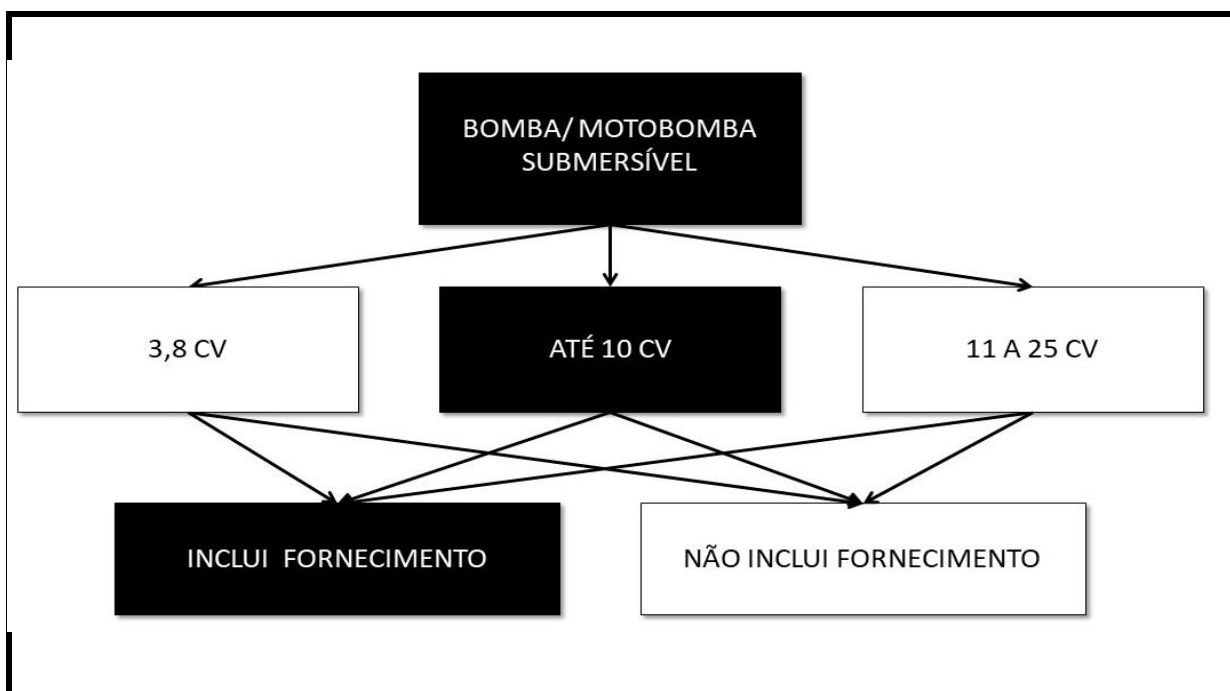 BOMBA/ MOTOBOMBA
SUBMERSÍVEL
3,8 CV
ATÉ 10 CV
11 A 25 CV
INCLUI FORNECIMENTO
NÃO INCLUI FORNECIMENTO